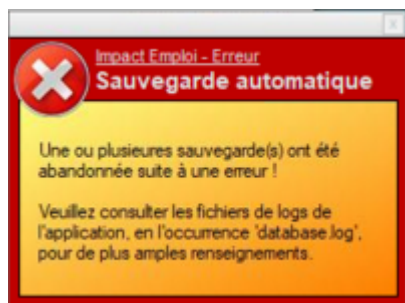 Impact Emploi - Erreur
Sauvegarde automatique
Une ou plusieures sauvegarde(s) ont été
abandonnée suite à une erreur !
Veuillez consulter les fichiers de logs de
l'application, en l'occurrence 'database.log',
pour de plus amples renseignements.